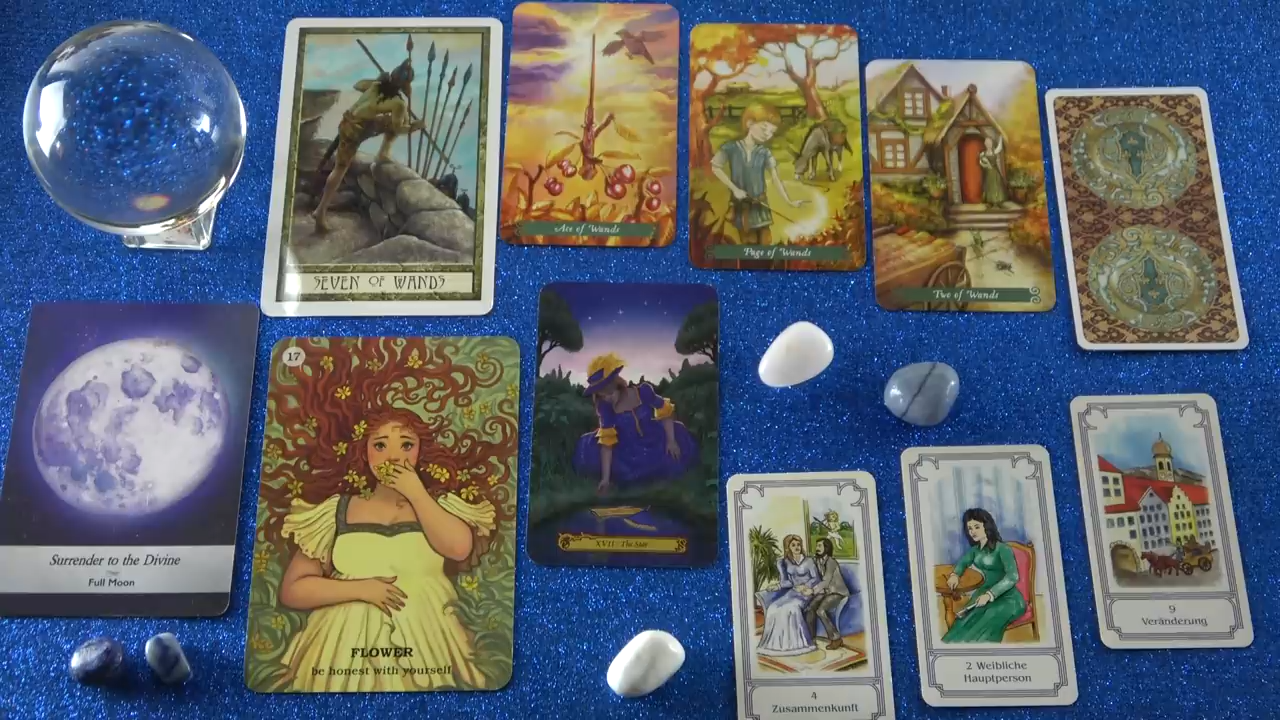 SEVEN OF WANDS
Ace of Wands
Page of Wands
Two of Wands
Surrender to the Divine
Full Moon
17
FLOWER
be honest with yourself
XVII The Star
4
Zusammenkunft
2 Weibliche
Hauptperson
9
Veränderung